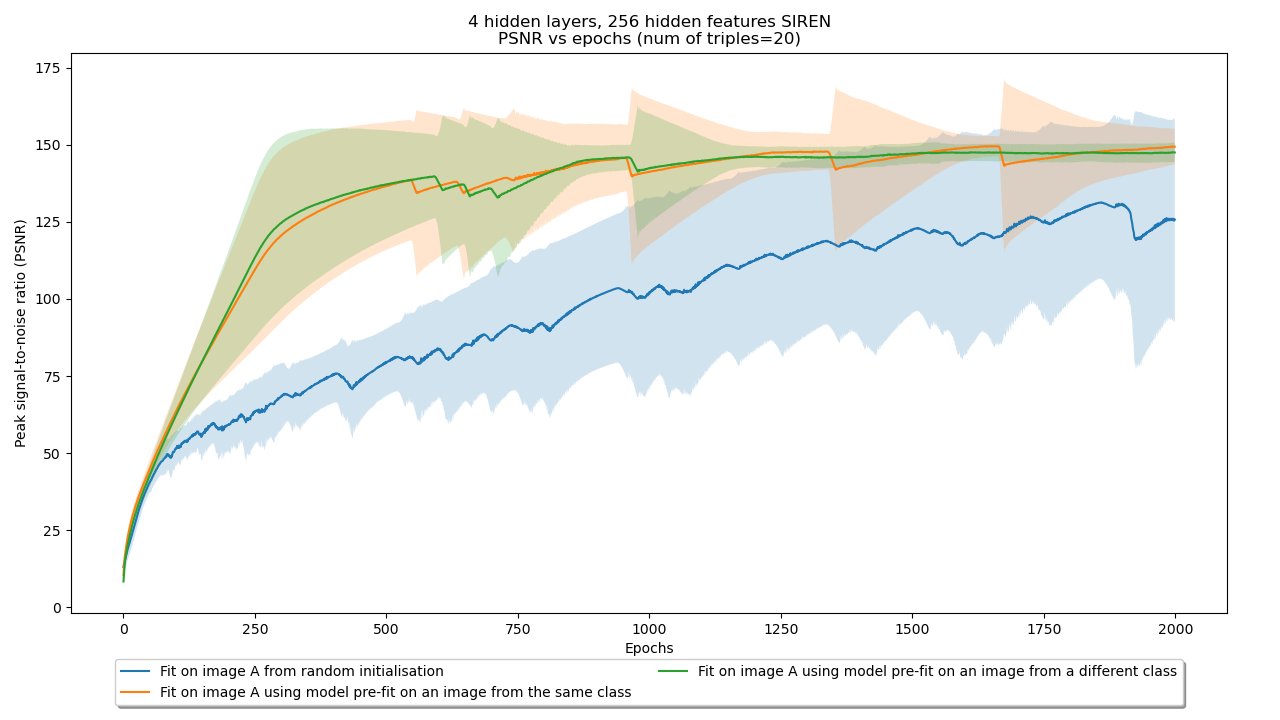 4 hidden layers, 256 hidden features SIREN
PSNR vs epochs (num of triples=20)
Peak signal-to-noise ratio (PSNR)
175
150
125
100
75
50
25
0
0 250 500 750 1000 1250 1500 1750 2000
Epochs
Fit on image A from random initialisation
Fit on image A using model pre-fit on an image from the same class
Fit on image A using model pre-fit on an image from a different class